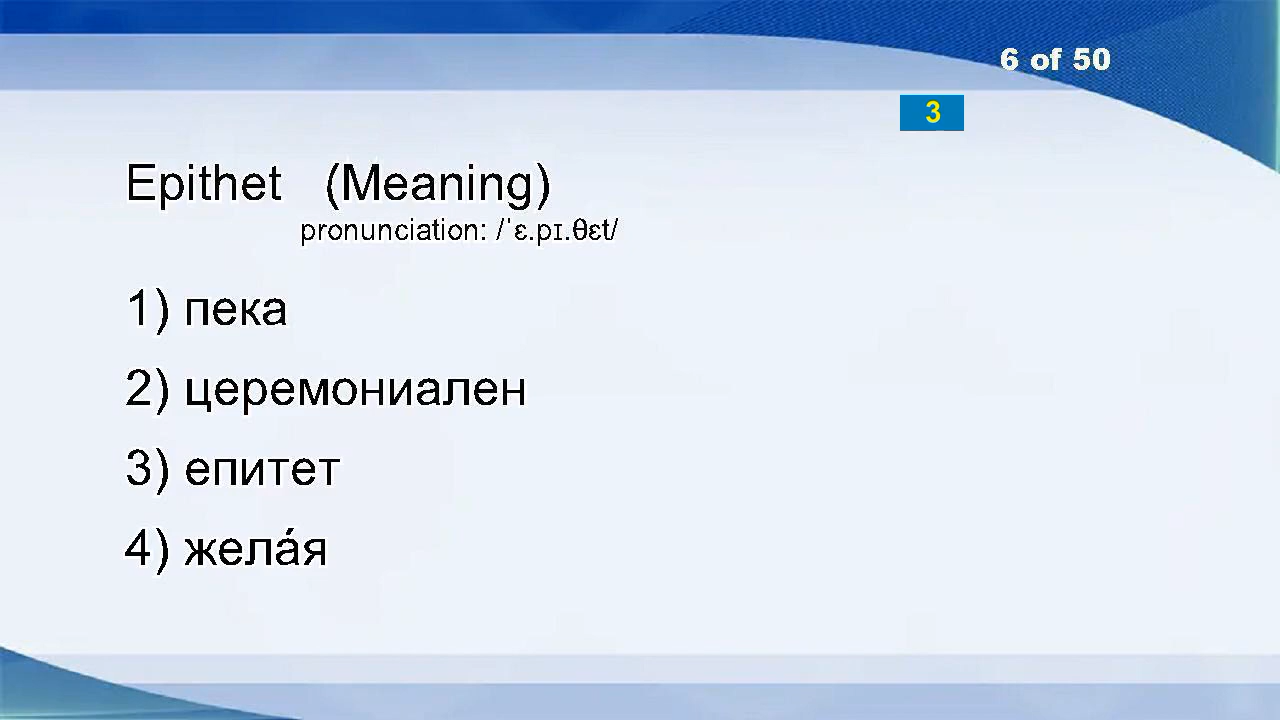 6 of 50
3
Epithet (Meaning)
pronunciation: /ˈɛ.pɪ.θɛt/
1) пека
2) церемониален
3) епитет
4) жела́я